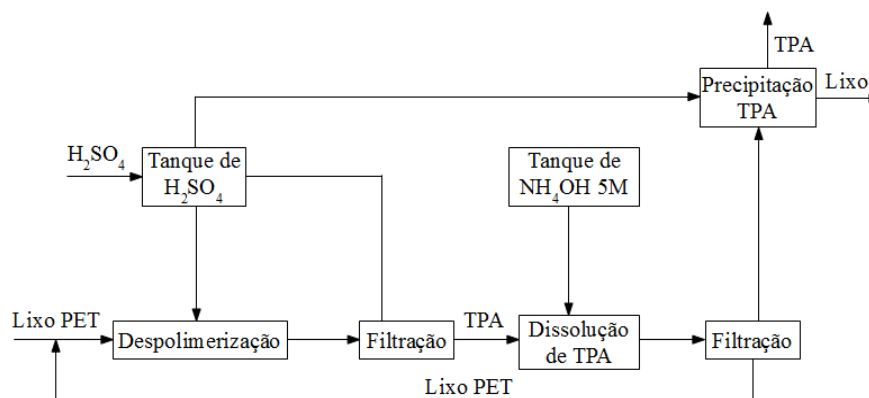 TPA
Precipitação
TPA
Lixo
H₂SO₄
Tanque de
H₂SO₄
Tanque de
NH₄OH 5M
Lixo PET
Despolimerização
Filtração
TPA
Dissolução
de TPA
Filtração
Lixo PET